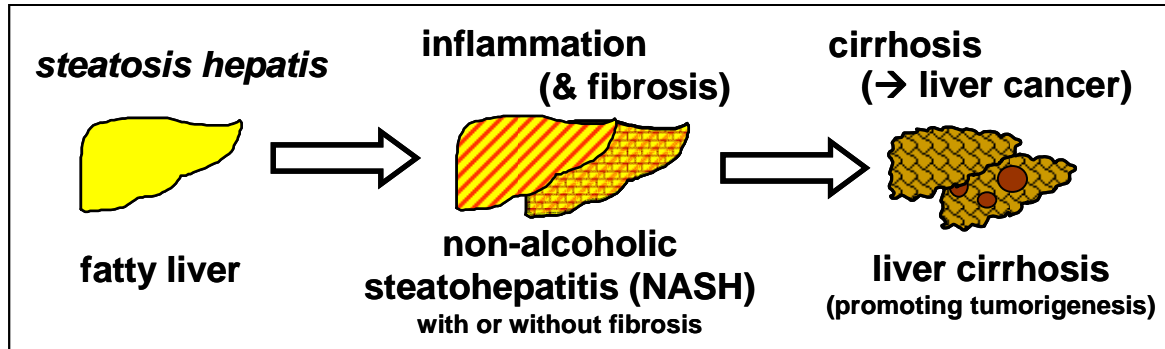 steatosis hepatis
fatty liver
inflammation
(& fibrosis)
non-alcoholic
steatohepatitis (NASH)
with or without fibrosis
cirrhosis
(→ liver cancer)
liver cirrhosis
(promoting tumorigenesis)